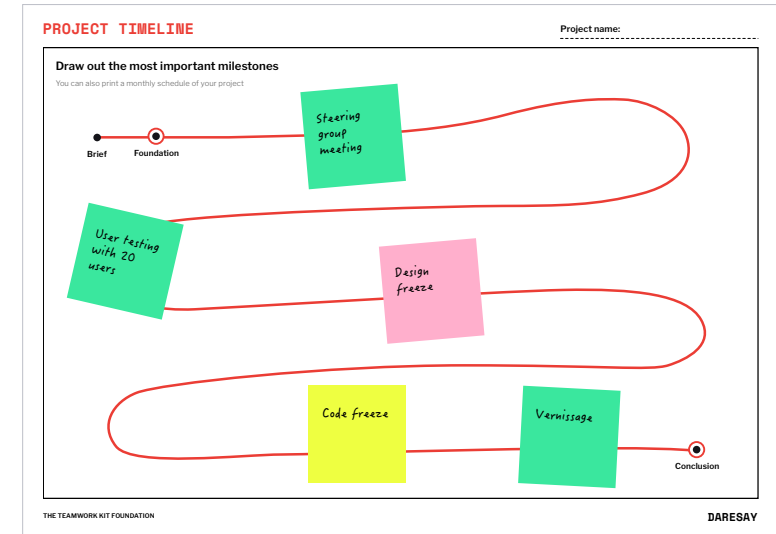 PROJECT TIMELINE
Project name:
Draw out the most important milestones
You can also print a monthly schedule of your project
Steering
group
meeting
Brief
Foundation
User testing
with 20
users
Design
freeze
Code freeze
Vernissage
Conclusion
THE TEAMWORK KIT FOUNDATION
DARESAY